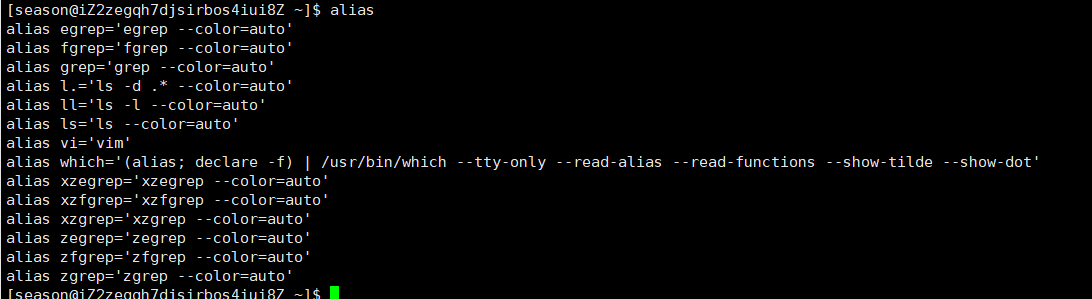 [season@iZ2zegqh7djsirbos4iui8Z ~]$ alias
alias egrep='egrep --color=auto'
alias fgrep='fgrep --color=auto'
alias grep='grep --color=auto'
alias l.='ls -d .* --color=auto'
alias ll='ls -l --color=auto'
alias ls='ls --color=auto'
alias vi='vim'
alias which='(alias; declare -f) | /usr/bin/which --tty-only --read-alias --read-functions --show-tilde --show-dot'
alias xzegrep='xzegrep --color=auto'
alias xzfgrep='xzfgrep --color=auto'
alias xzgrep='xzgrep --color=auto'
alias zegrep='zegrep --color=auto'
alias zfgrep='zfgrep --color=auto'
alias zgrep='zgrep --color=auto'
[season@iZ2zegqh7djsirbos4iui8Z ~]$